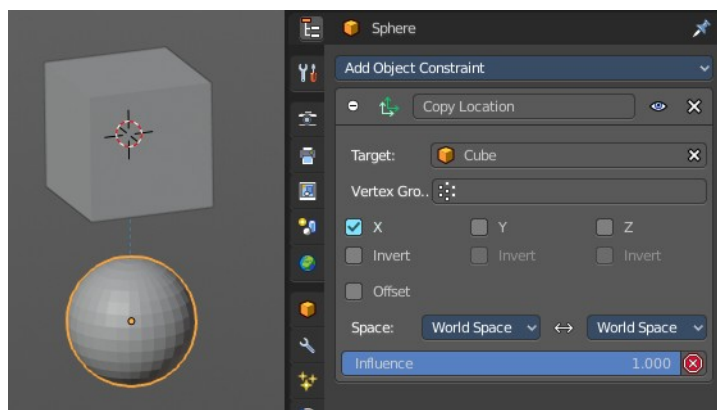 Sphere
Add Object Constraint
Copy Location
Target: Cube
Vertex Gro..
X Y Z
Invert Invert Invert
Offset
Space: World Space World Space
Influence 1.000